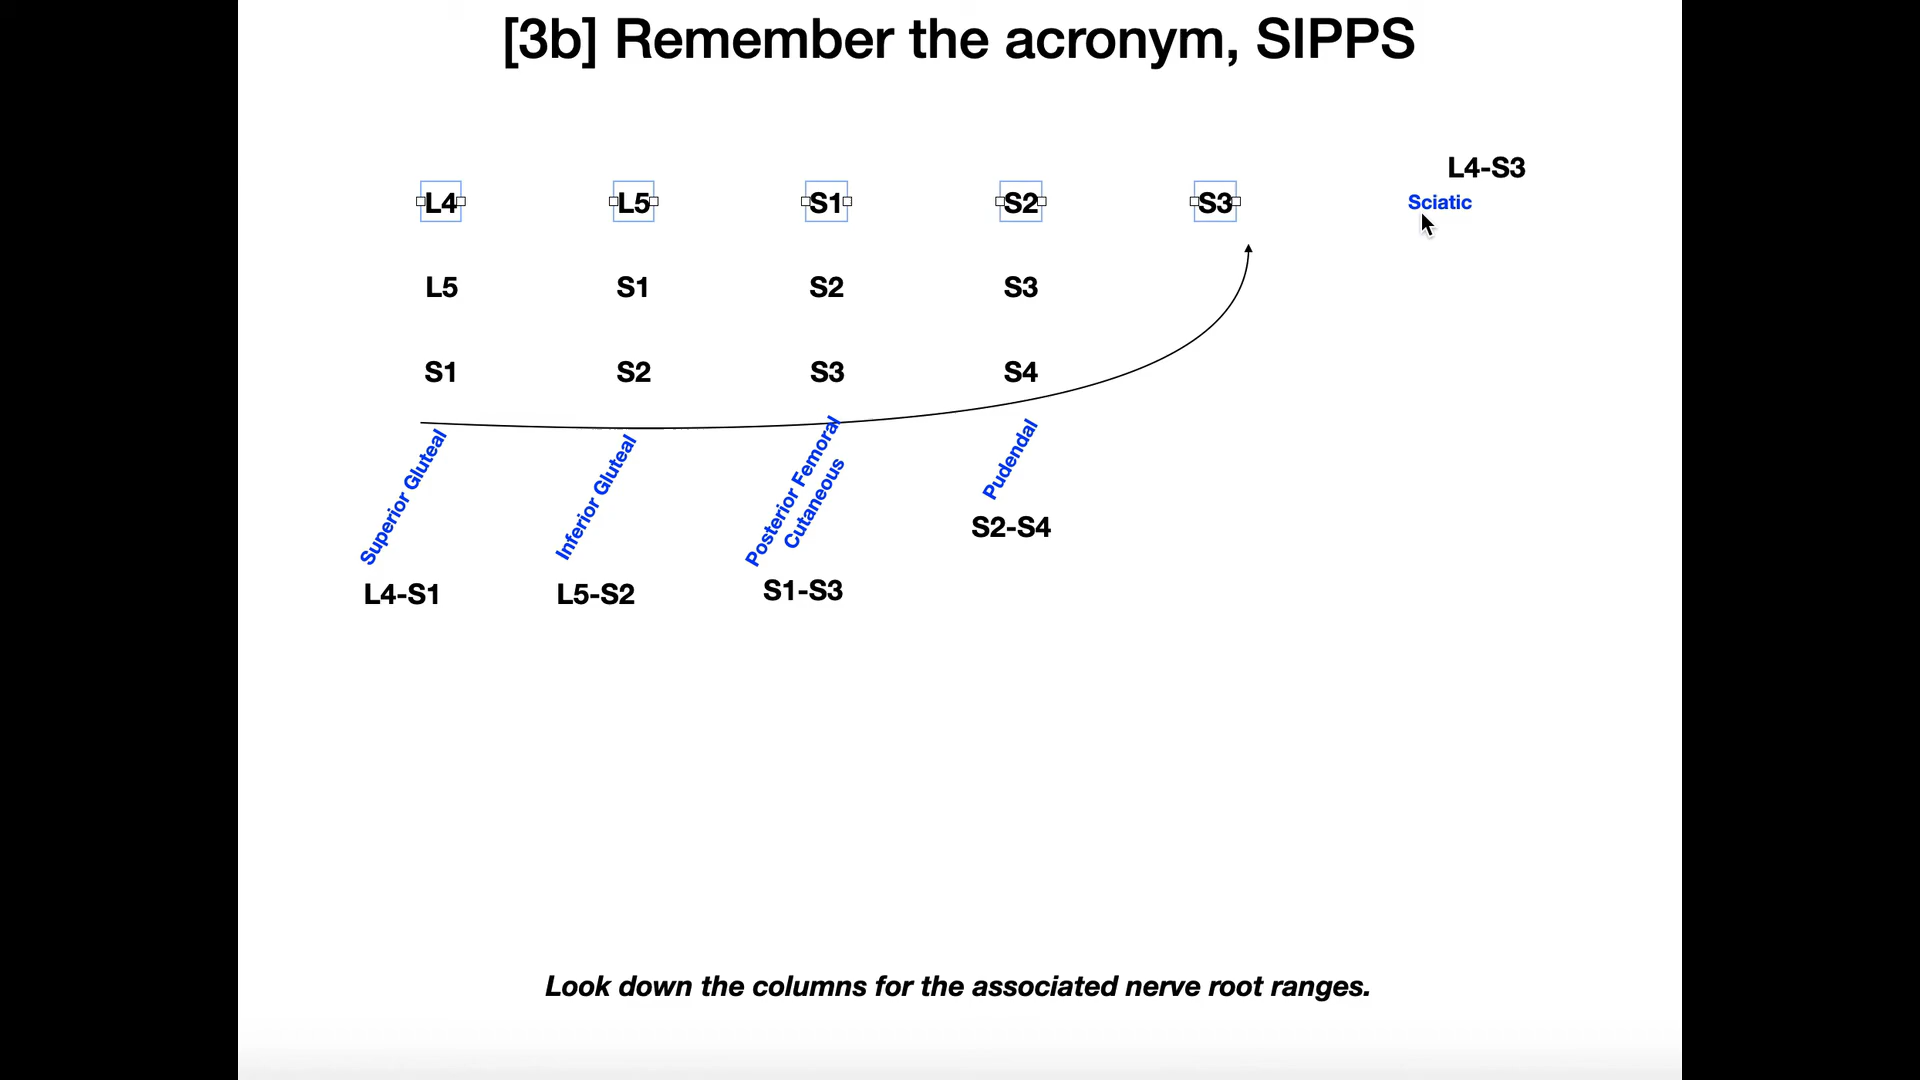 [3b] Remember the acronym, SIPPS
L4-S3
L4 L5 S1 S2 S3 Sciatic
L5 S1 S2 S3
S1 S2 S3 S4
Superior Gluteal
Inferior Gluteal
Posterior Femoral
Cutaneous
Pudendal
L4-S1 L5-S2 S1-S3 S2-S4
Look down the columns for the associated nerve root ranges.